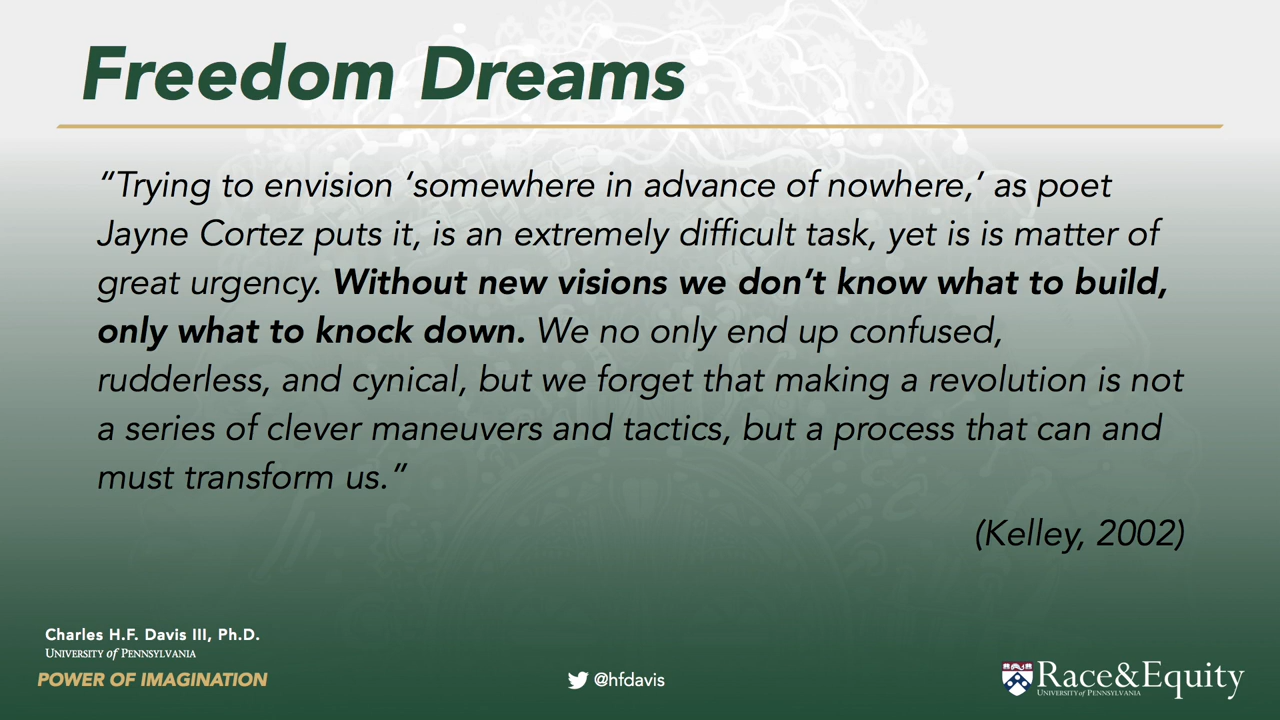 Freedom Dreams
“Trying to envision ‘somewhere in advance of nowhere,’ as poet
Jayne Cortez puts it, is an extremely difficult task, yet is is matter of
great urgency. Without new visions we don’t know what to build,
only what to knock down. We no only end up confused,
rudderless, and cynical, but we forget that making a revolution is not
a series of clever maneuvers and tactics, but a process that can and
must transform us.”
(Kelley, 2002)
Charles H.F. Davis III, Ph.D.
University of Pennsylvania
POWER OF IMAGINATION
@hfdavis
Race&Equity
University of Pennsylvania